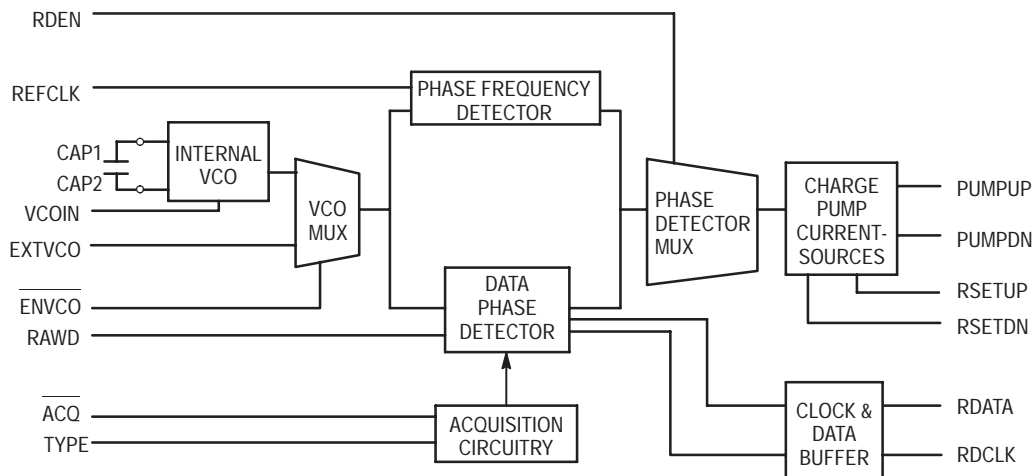 RDEN
REFCLK
PHASE FREQUENCY
DETECTOR
CAP1
CAP2
INTERNAL
VCO
VCOIN
EXTVCO
VCO
MUX
ENVCO
RAWD
DATA
PHASE
DETECTOR
PHASE
DETECTOR
MUX
CHARGE
PUMP
CURRENT-
SOURCES
PUMPUP
PUMPDN
RSETUP
RSETDN
ACQ
TYPE
ACQUISITION
CIRCUITRY
CLOCK &
DATA
BUFFER
RDATA
RDCLK